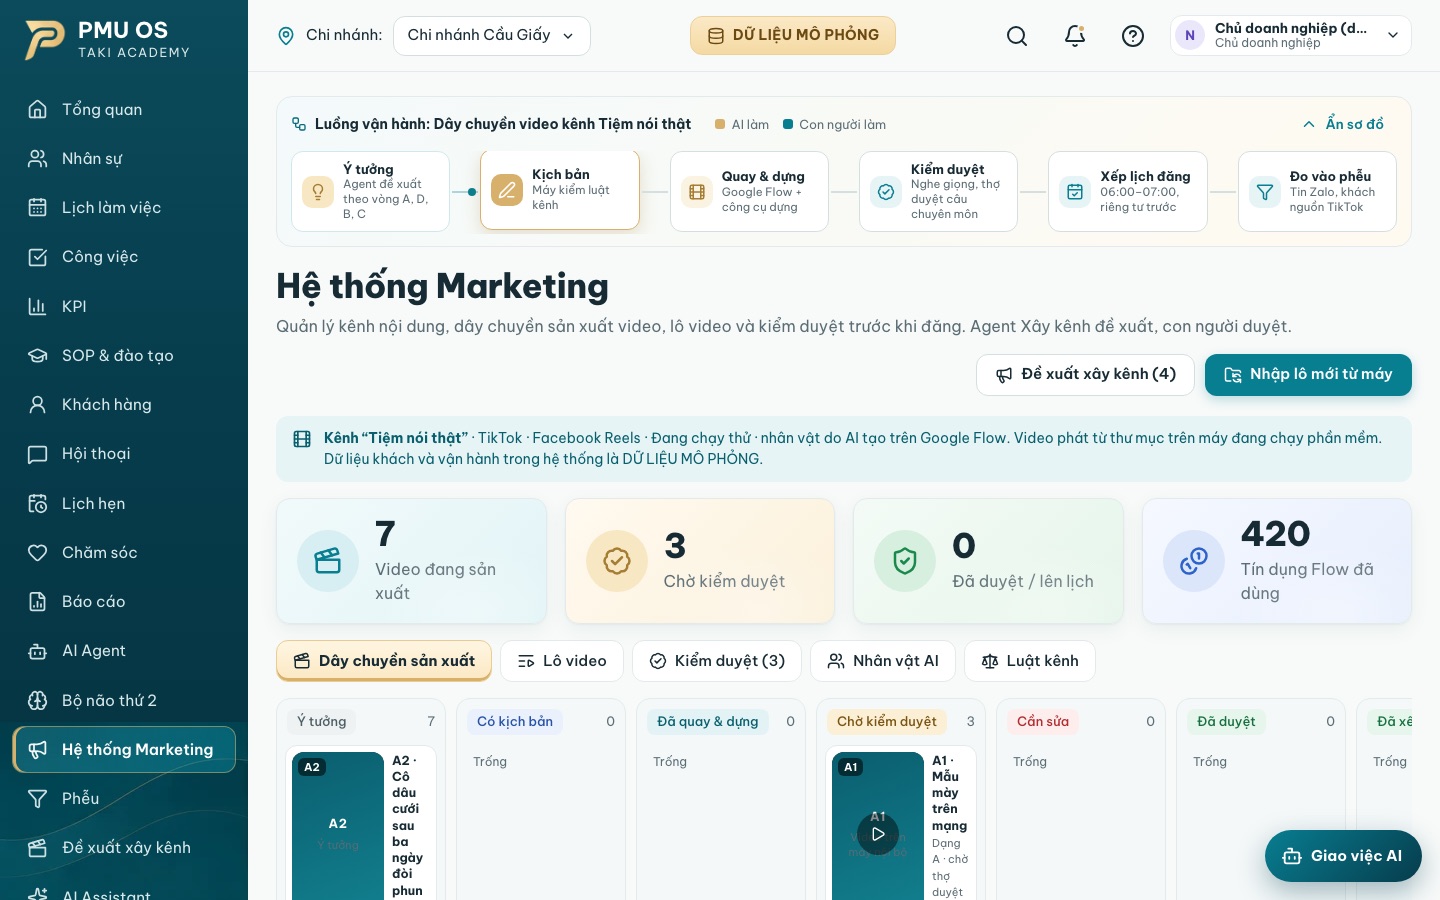 PMU OS
TAKI ACADEMY
Tổng quan
Nhân sự
Lịch làm việc
Công việc
KPI
SOP & đào tạo
Khách hàng
Hội thoại
Lịch hẹn
Chăm sóc
Báo cáo
AI Agent
Bộ não thứ 2
Hệ thống Marketing
Phễu
Đề xuất xây kênh
AI Assistant
Chi nhánh:
Chi nhánh Cầu Giấy
DỮ LIỆU MÔ PHỎNG
N
Chủ doanh nghiệp (d...
Chủ doanh nghiệp
Luồng vận hành: Dây chuyền video kênh Tiệm nói thật
AI làm
Con người làm
Ẩn sơ đồ
Ý tưởng
Agent đề xuất
theo vòng A, D,
B, C
Kịch bản
Máy kiểm luật
kênh
Quay & dựng
Google Flow +
công cụ dựng
Kiểm duyệt
Nghe giọng, thợ
duyệt câu
chuyên môn
Xếp lịch đăng
06:00–07:00,
riêng tư trước
Đo vào phễu
Tin Zalo, khách
nguồn TikTok
Hệ thống Marketing
Quản lý kênh nội dung, dây chuyền sản xuất video, lô video và kiểm duyệt trước khi đăng. Agent Xây kênh đề xuất, con người duyệt.
Đề xuất xây kênh (4)
Nhập lô mới từ máy
Kênh “Tiệm nói thật” · TikTok · Facebook Reels · Đang chạy thử · nhân vật do AI tạo trên Google Flow. Video phát từ thư mục trên máy đang chạy phần mềm.
Dữ liệu khách và vận hành trong hệ thống là DỮ LIỆU MÔ PHỎNG.
7
Video đang sản
xuất
3
Chờ kiểm duyệt
0
Đã duyệt / lên lịch
420
Tín dụng Flow đã
dùng
Dây chuyền sản xuất
Lô video
Kiểm duyệt (3)
Nhân vật AI
Luật kênh
Ý tưởng
7
Có kịch bản
0
Đã quay & dựng
0
Chờ kiểm duyệt
3
Cần sửa
0
Đã duyệt
0
Đã xế
A2
A2
Ý tưởng
A2 ·
Cô
dâu
cưới
sau
ba
ngày
đòi
phun
Trống
Trống
A1
A1
A1 ·
Mẫu
mày
trên
mạng
Dạng
A · chờ
thợ
duyệt
Trống
Trống
Trống
Giao việc AI